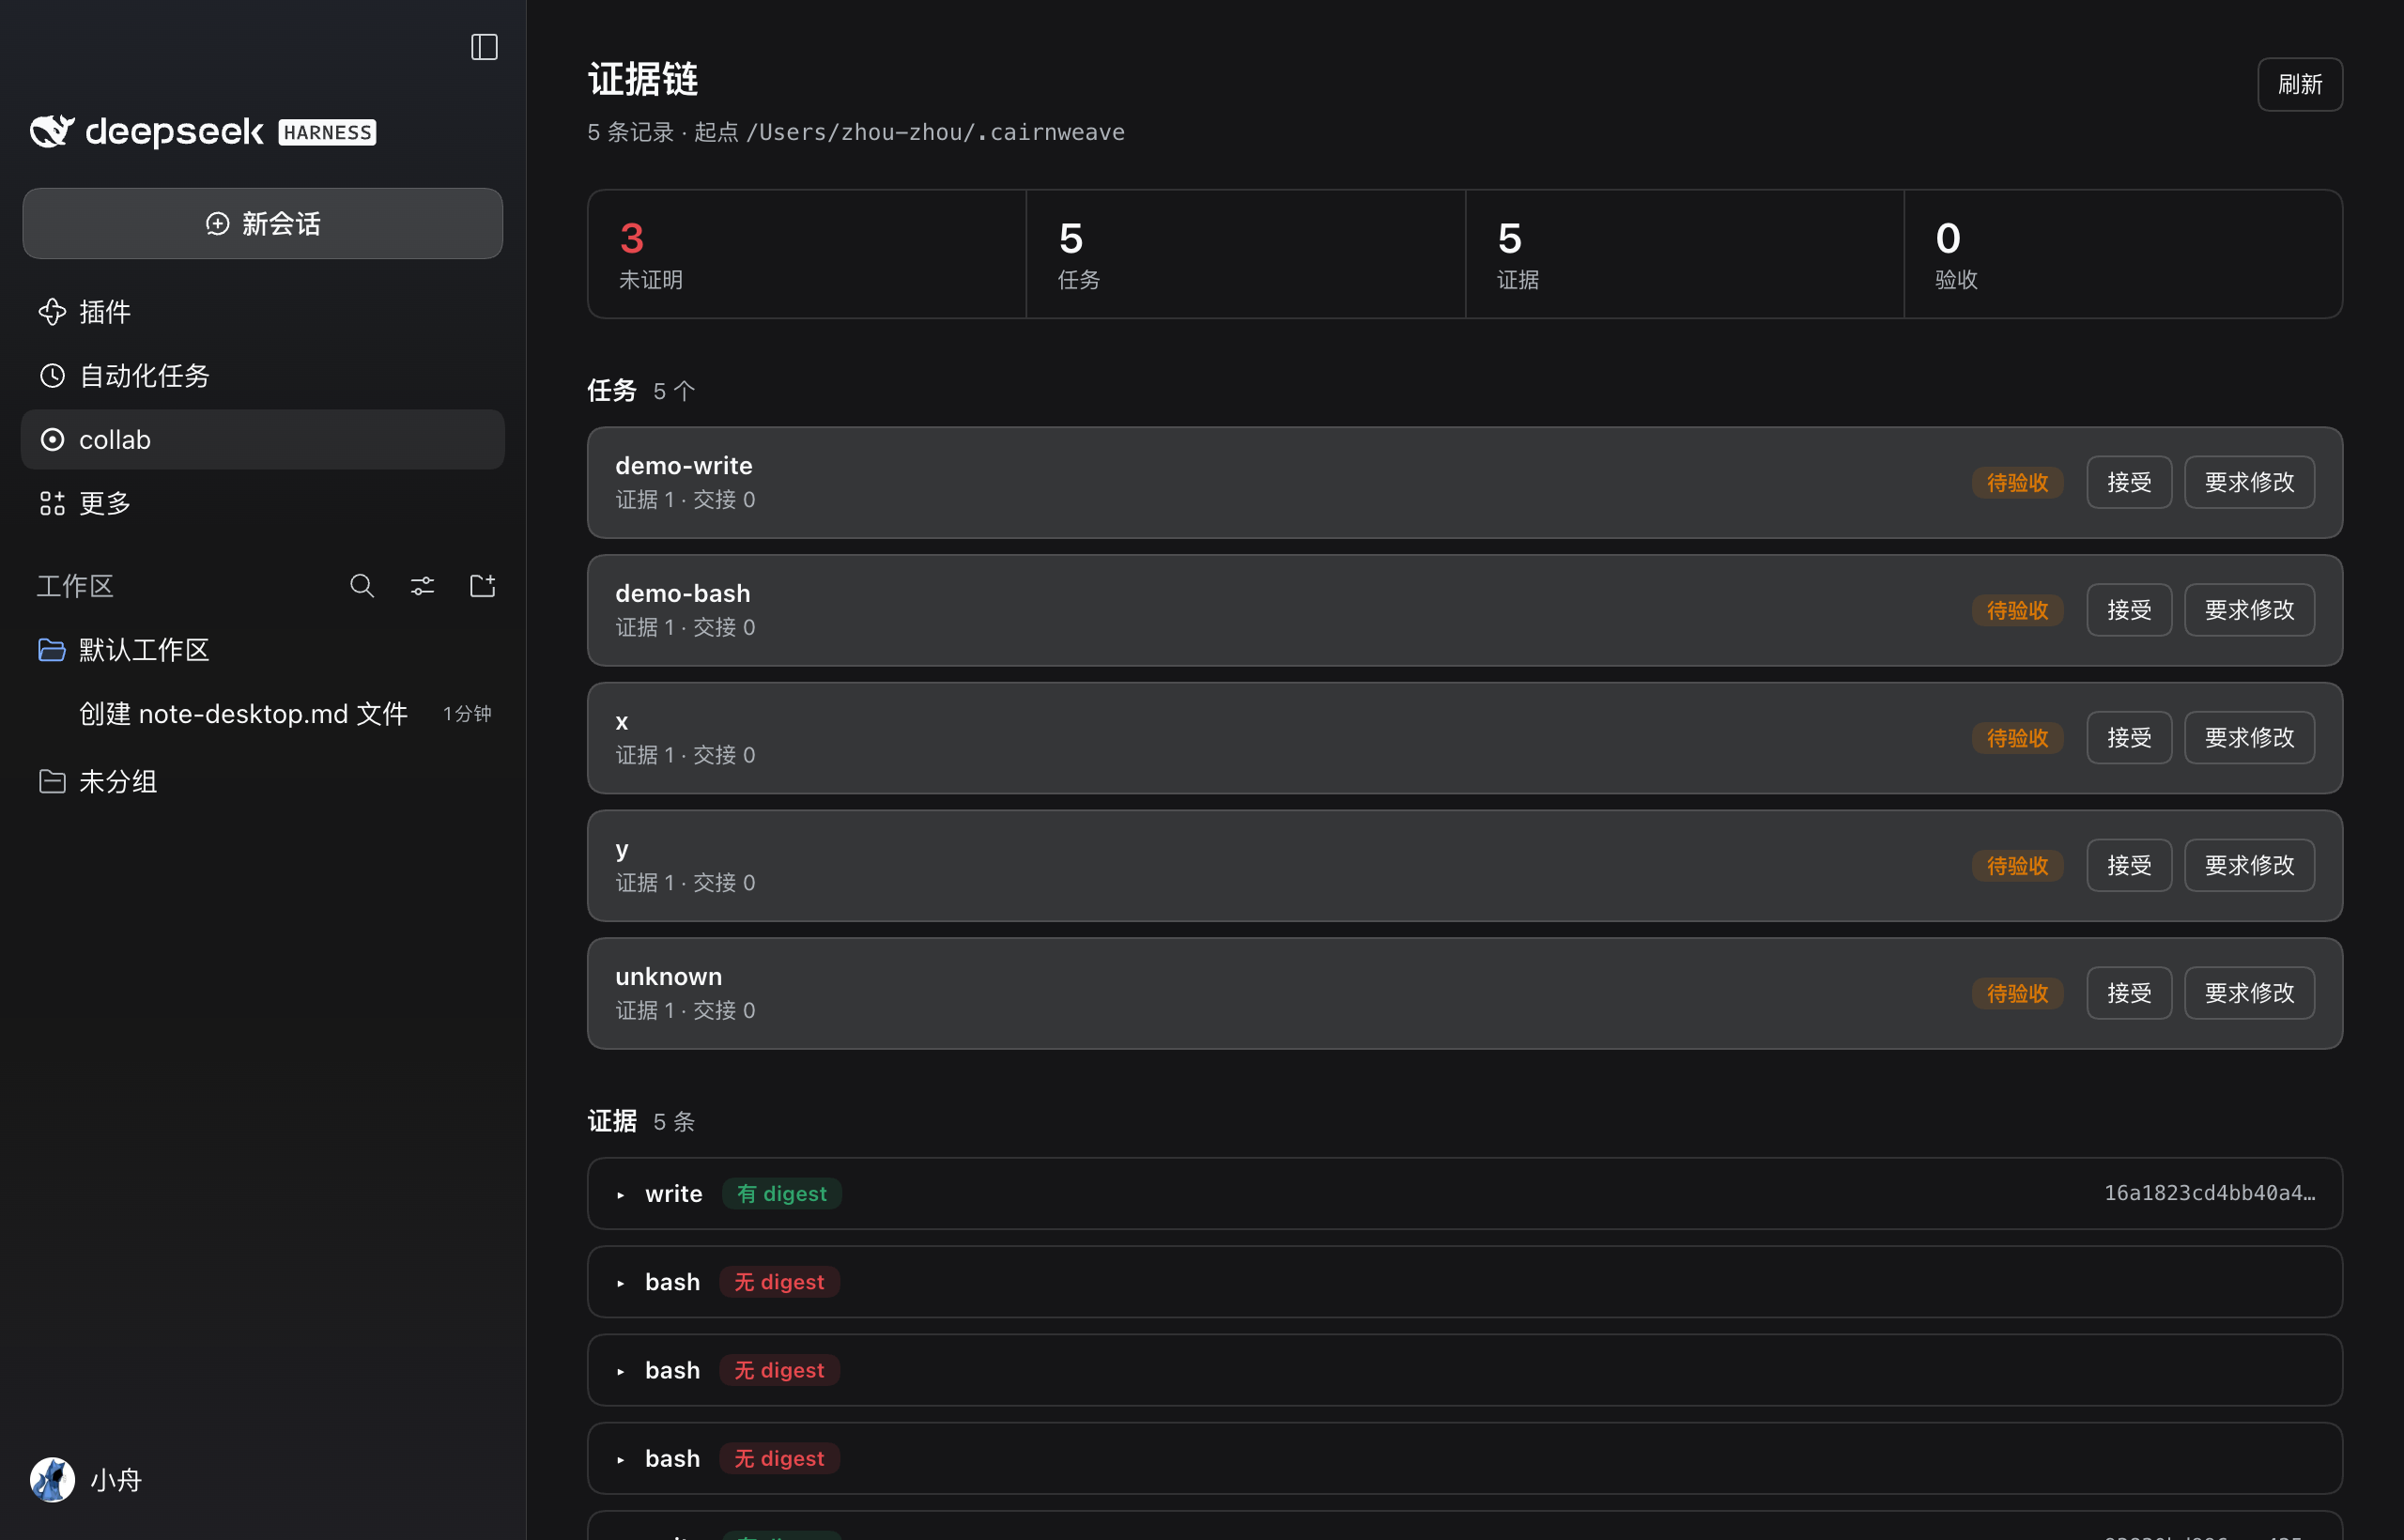 deepseek HARNESS
新会话
插件
自动化任务
collab
更多
工作区
默认工作区
创建 note-desktop.md 文件 1分钟
未分组
小舟
证据链
刷新
5 条记录 · 起点 /Users/zhou-zhou/.cairnweave
3
未证明
5
任务
5
证据
0
验收
任务 5 个
demo-write
证据 1 · 交接 0
待验收 接受 要求修改
demo-bash
证据 1 · 交接 0
待验收 接受 要求修改
x
证据 1 · 交接 0
待验收 接受 要求修改
y
证据 1 · 交接 0
待验收 接受 要求修改
unknown
证据 1 · 交接 0
待验收 接受 要求修改
证据 5 条
write 有 digest 16a1823cd4bb40a4…
bash 无 digest
bash 无 digest
bash 无 digest